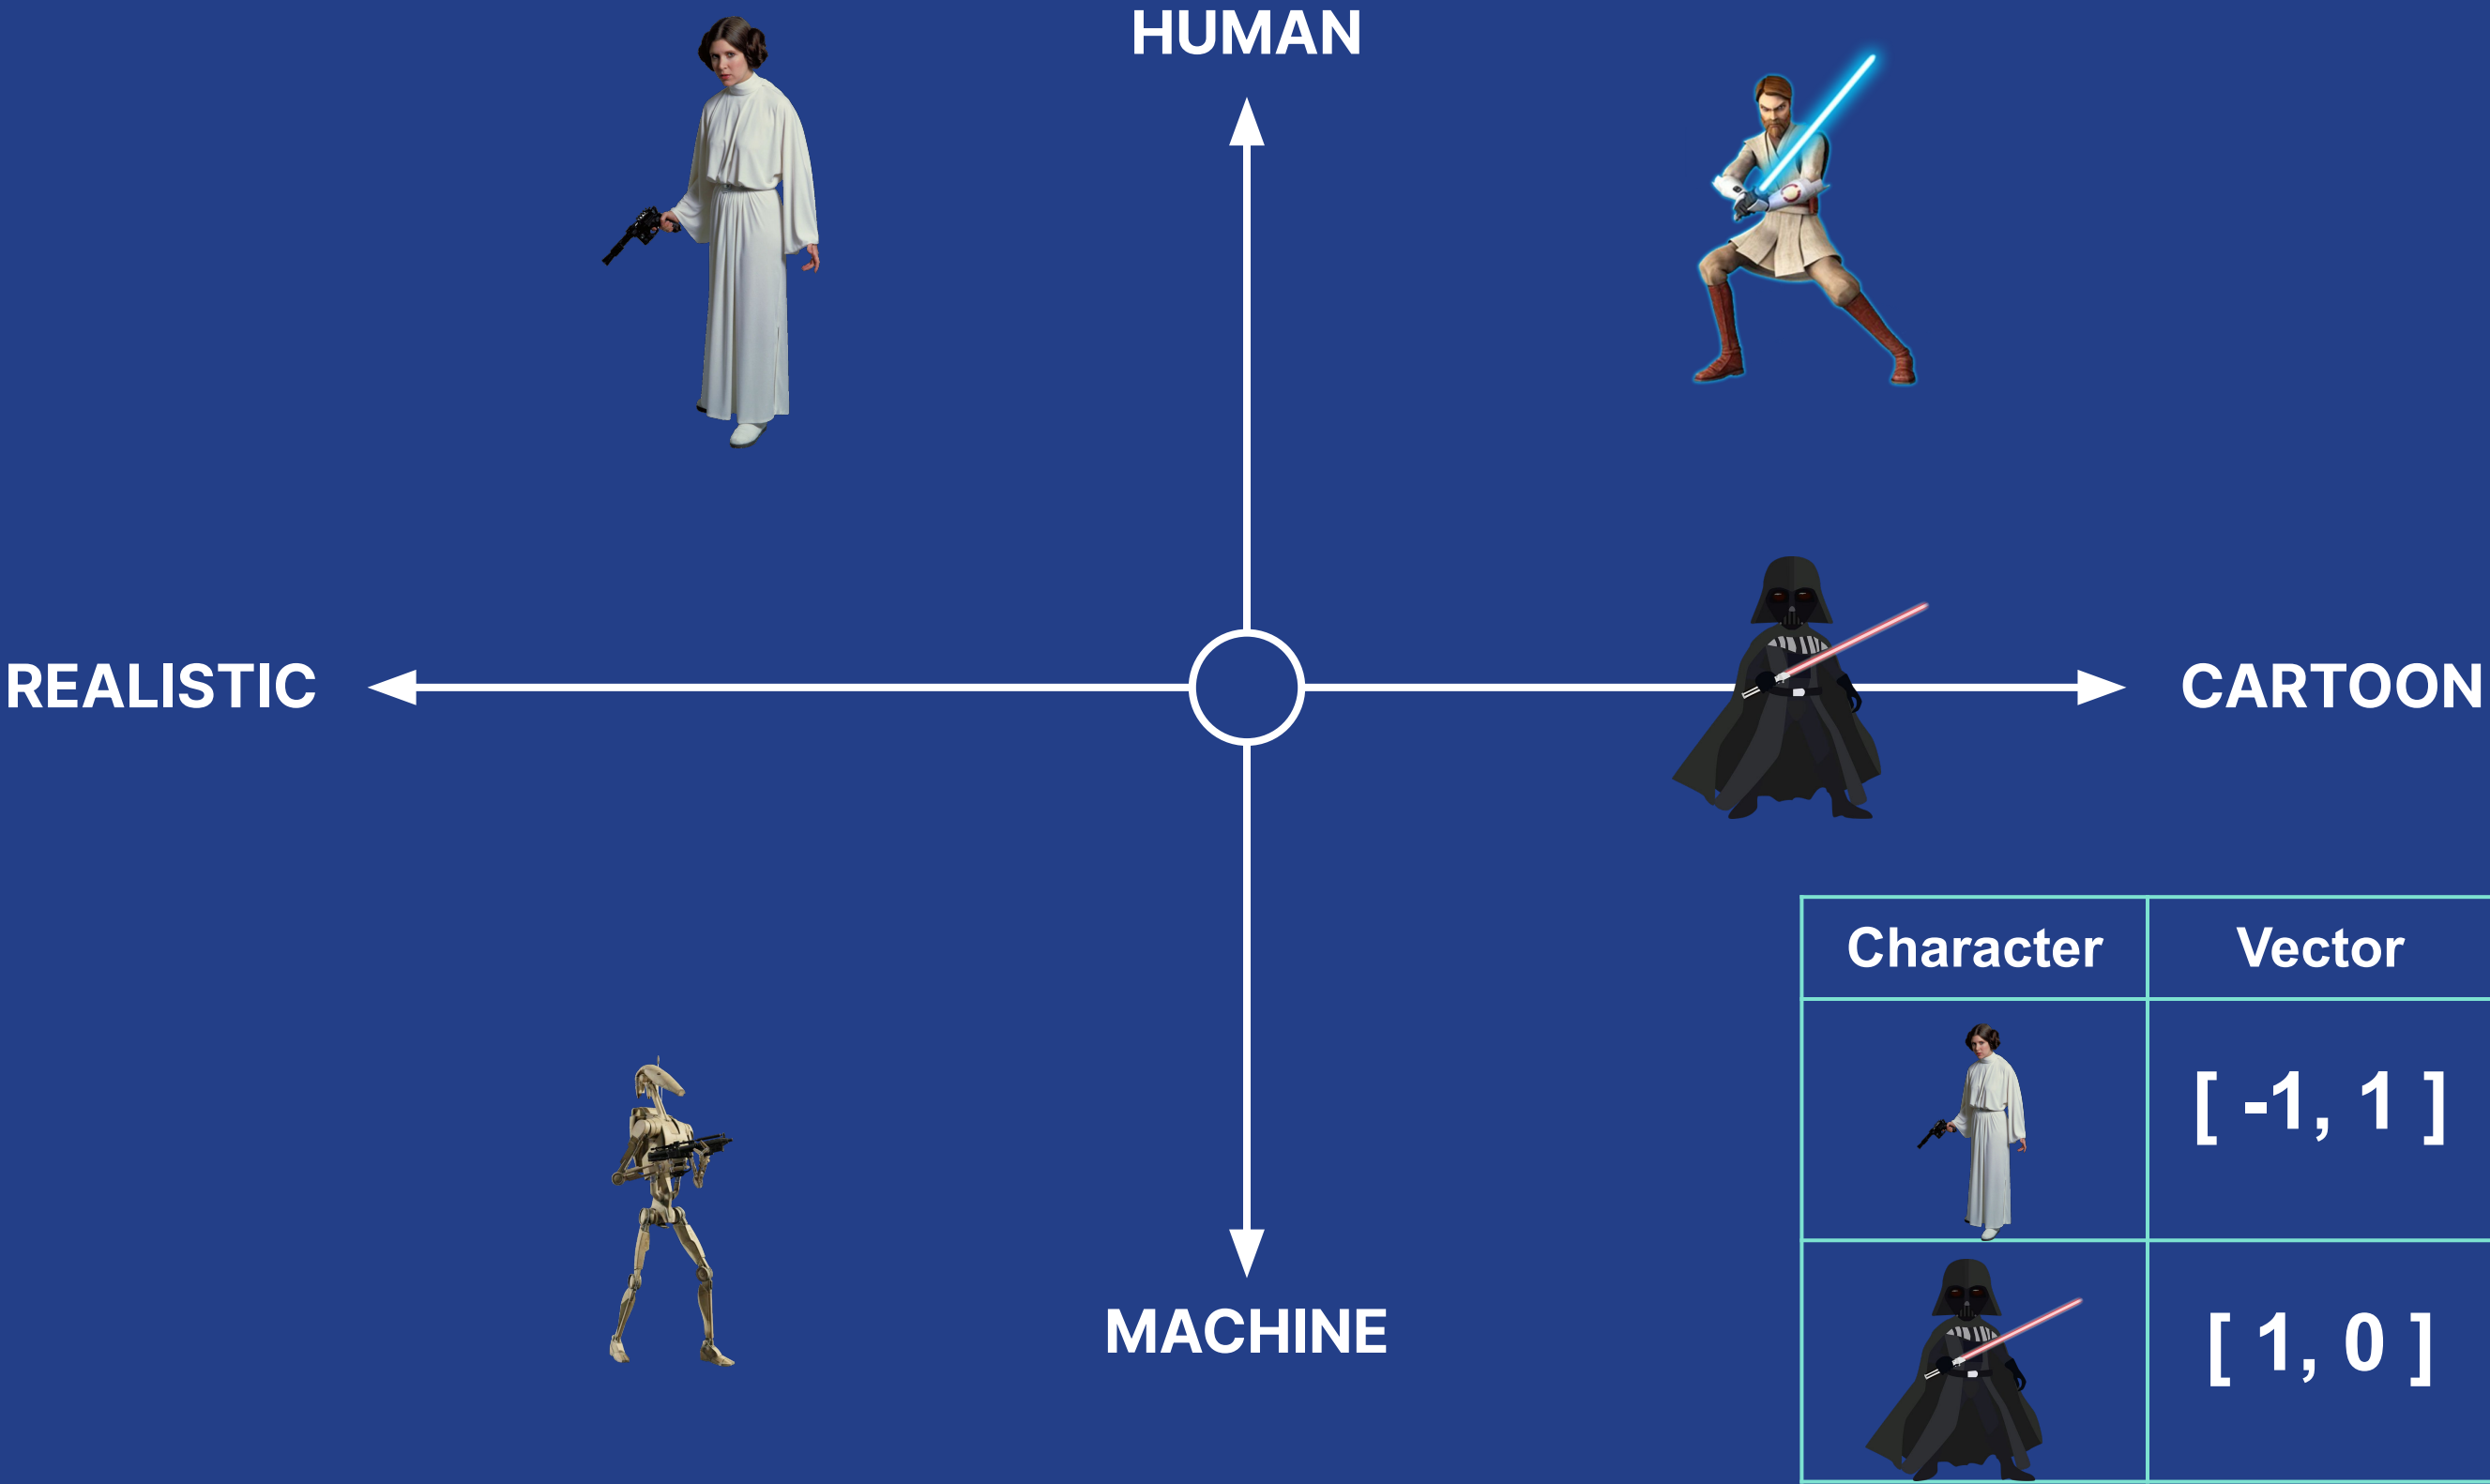 HUMAN
REALISTIC
CARTOON
Character Vector
[ -1, 1 ]
[ 1, 0 ]
MACHINE